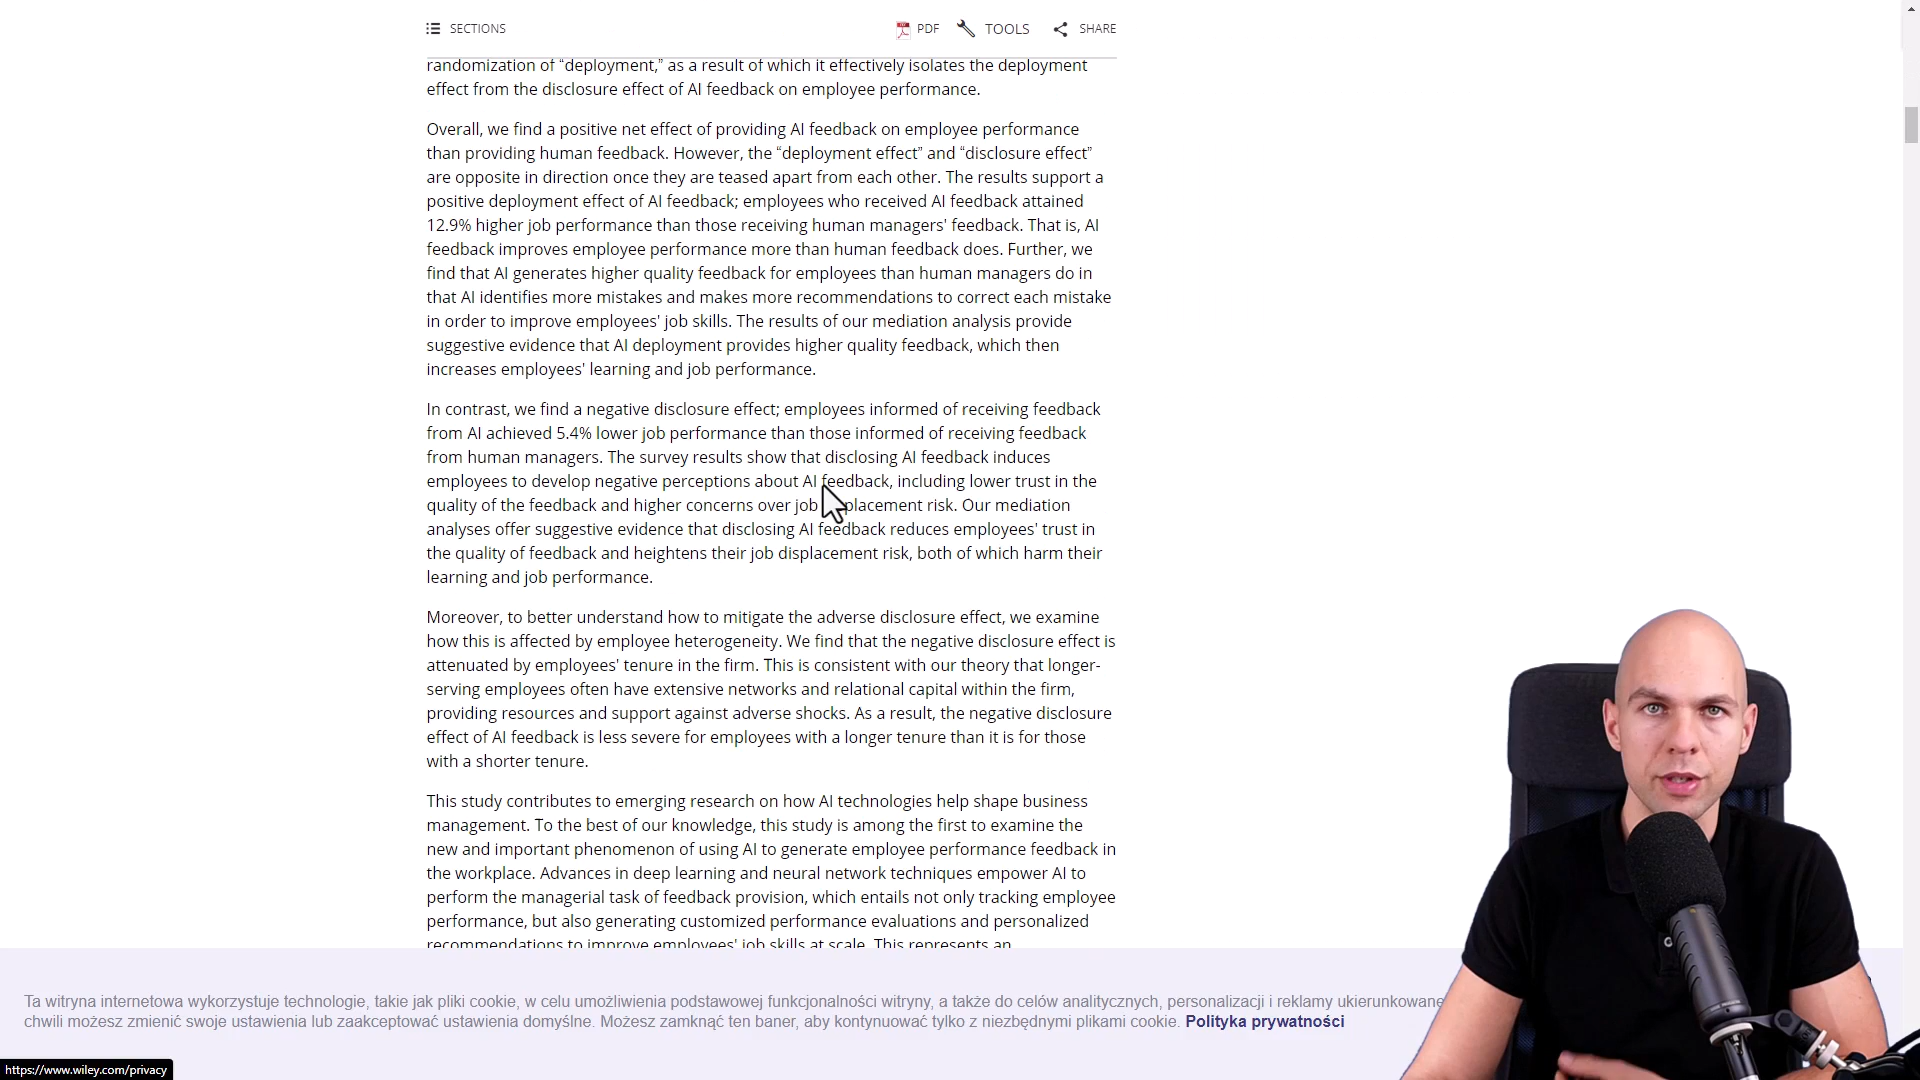 SECTIONS
PDF
TOOLS
SHARE
randomization of “deployment,” as a result of which it effectively isolates the deployment
effect from the disclosure effect of AI feedback on employee performance.
Overall, we find a positive net effect of providing AI feedback on employee performance
than providing human feedback. However, the “deployment effect” and “disclosure effect”
are opposite in direction once they are teased apart from each other. The results support a
positive deployment effect of AI feedback; employees who received AI feedback attained
12.9% higher job performance than those receiving human managers' feedback. That is, AI
feedback improves employee performance more than human feedback does. Further, we
find that AI generates higher quality feedback for employees than human managers do in
that AI identifies more mistakes and makes more recommendations to correct each mistake
in order to improve employees' job skills. The results of our mediation analysis provide
suggestive evidence that AI deployment provides higher quality feedback, which then
increases employees' learning and job performance.
In contrast, we find a negative disclosure effect; employees informed of receiving feedback
from AI achieved 5.4% lower job performance than those informed of receiving feedback
from human managers. The survey results show that disclosing AI feedback induces
employees to develop negative perceptions about AI feedback, including lower trust in the
quality of the feedback and higher concerns over job placement risk. Our mediation
analyses offer suggestive evidence that disclosing AI feedback reduces employees' trust in
the quality of feedback and heightens their job displacement risk, both of which harm their
learning and job performance.
Moreover, to better understand how to mitigate the adverse disclosure effect, we examine
how this is affected by employee heterogeneity. We find that the negative disclosure effect is
attenuated by employees' tenure in the firm. This is consistent with our theory that longer-
serving employees often have extensive networks and relational capital within the firm,
providing resources and support against adverse shocks. As a result, the negative disclosure
effect of AI feedback is less severe for employees with a longer tenure than it is for those
with a shorter tenure.
This study contributes to emerging research on how AI technologies help shape business
management. To the best of our knowledge, this study is among the first to examine the
new and important phenomenon of using AI to generate employee performance feedback in
the workplace. Advances in deep learning and neural network techniques empower AI to
perform the managerial task of feedback provision, which entails not only tracking employee
performance, but also generating customized performance evaluations and personalized
recommendations to improve employees' job skills at scale. This represents an
Ta witryna internetowa wykorzystuje technologie, takie jak pliki cookie, w celu umożliwienia podstawowej funkcjonalności witryny, a także do celów analitycznych, personalizacji i reklamy ukierunkowane
chwili możesz zmienić swoje ustawienia lub zaakceptować ustawienia domyślne. Możesz zamknąć ten baner, aby kontynuować tylko z niezbędnymi plikami cookie. Polityka prywatności
https://www.wiley.com/privacy